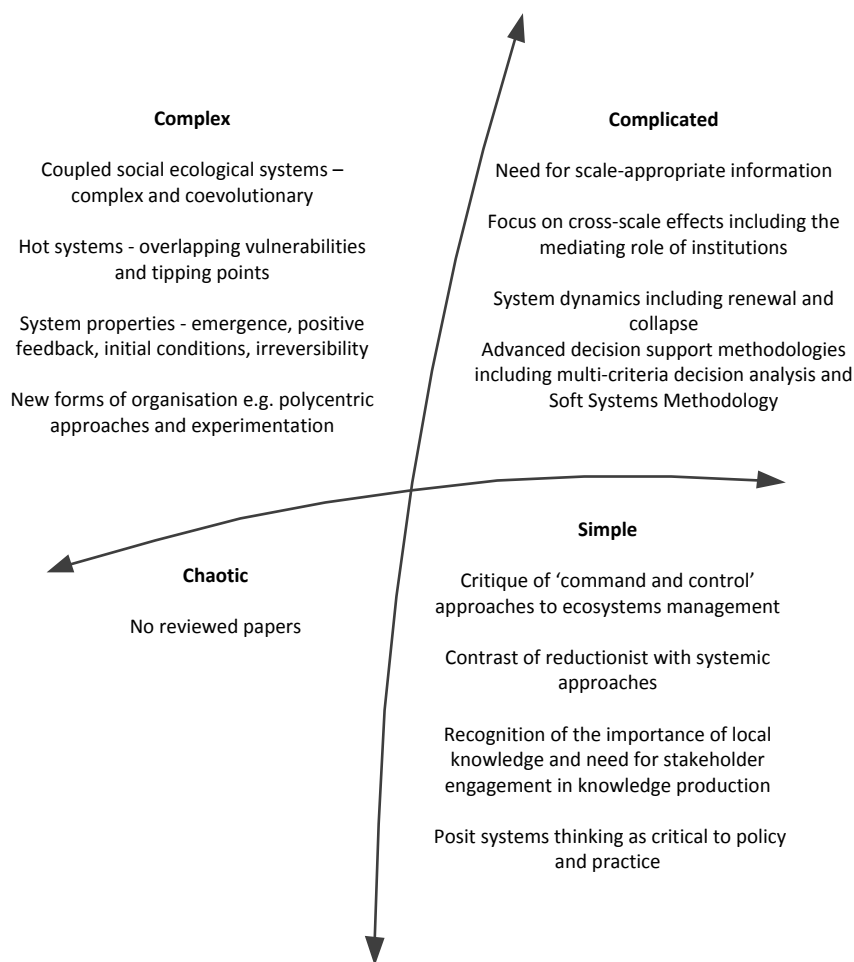 Complex
Coupled social ecological systems –
complex and coevolutionary
Hot systems - overlapping vulnerabilities
and tipping points
System properties - emergence, positive
feedback, initial conditions, irreversibility
New forms of organisation e.g. polycentric
approaches and experimentation
Complicated
Need for scale-appropriate information
Focus on cross-scale effects including the
mediating role of institutions
System dynamics including renewal and
collapse
Advanced decision support methodologies
including multi-criteria decision analysis and
Soft Systems Methodology
Chaotic
No reviewed papers
Simple
Critique of ‘command and control’
approaches to ecosystems management
Contrast of reductionist with systemic
approaches
Recognition of the importance of local
knowledge and need for stakeholder
engagement in knowledge production
Posit systems thinking as critical to policy
and practice